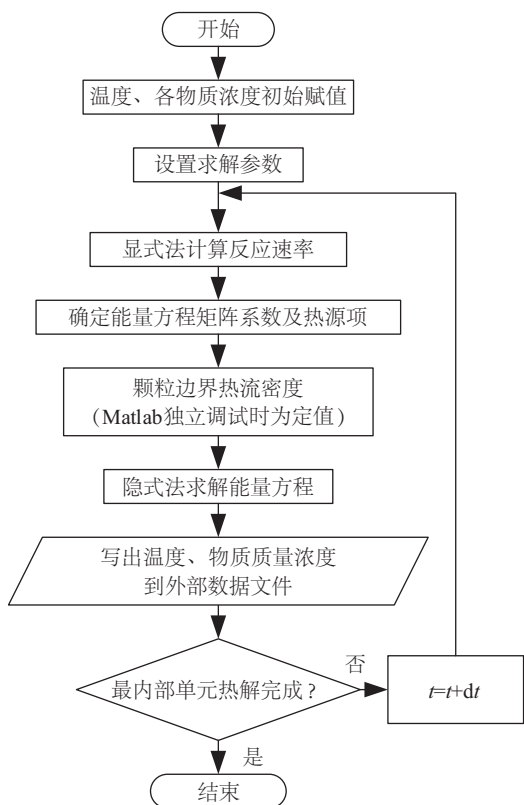 开始
温度、各物质浓度初始赋值
设置求解参数
显式法计算反应速率
确定能量方程矩阵系数及热源项
颗粒边界热流密度
（Matlab独立调试时为定值）
隐式法求解能量方程
写出温度、物质质量浓度
到外部数据文件
最内部单元热解完成？
否
t=t+dt
是
结束